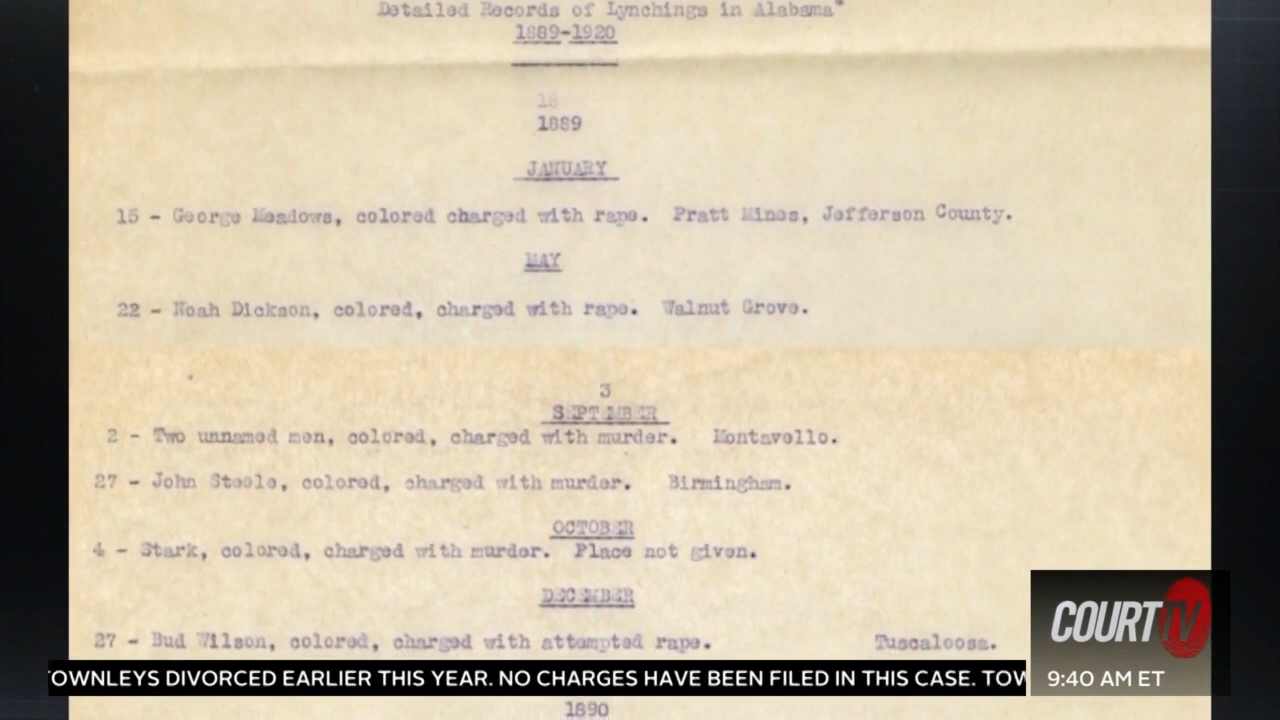 Detailed Records of Lynchings in Alabama*
1889-1920
18
1889
JANUARY
15 - George Meadows, colored charged with rape. Pratt Mines, Jefferson County.
MAY
22 - Noah Dickson, colored, charged with rape. Walnut Grove.
3
SEPTEMBER
2 - Two unnamed men, colored, charged with murder. Montavello.
27 - John Steele, colored, charged with murder. Birmingham.
OCTOBER
4 - Stark, colored, charged with murder. Place not given.
DECEMBER
27 - Bud Wilson, colored, charged with attempted rape. Tuscaloosa.
COURT TV
OWNLEYS DIVORCED EARLIER THIS YEAR. NO CHARGES HAVE BEEN FILED IN THIS CASE. TOW
9:40 AM ET
1890